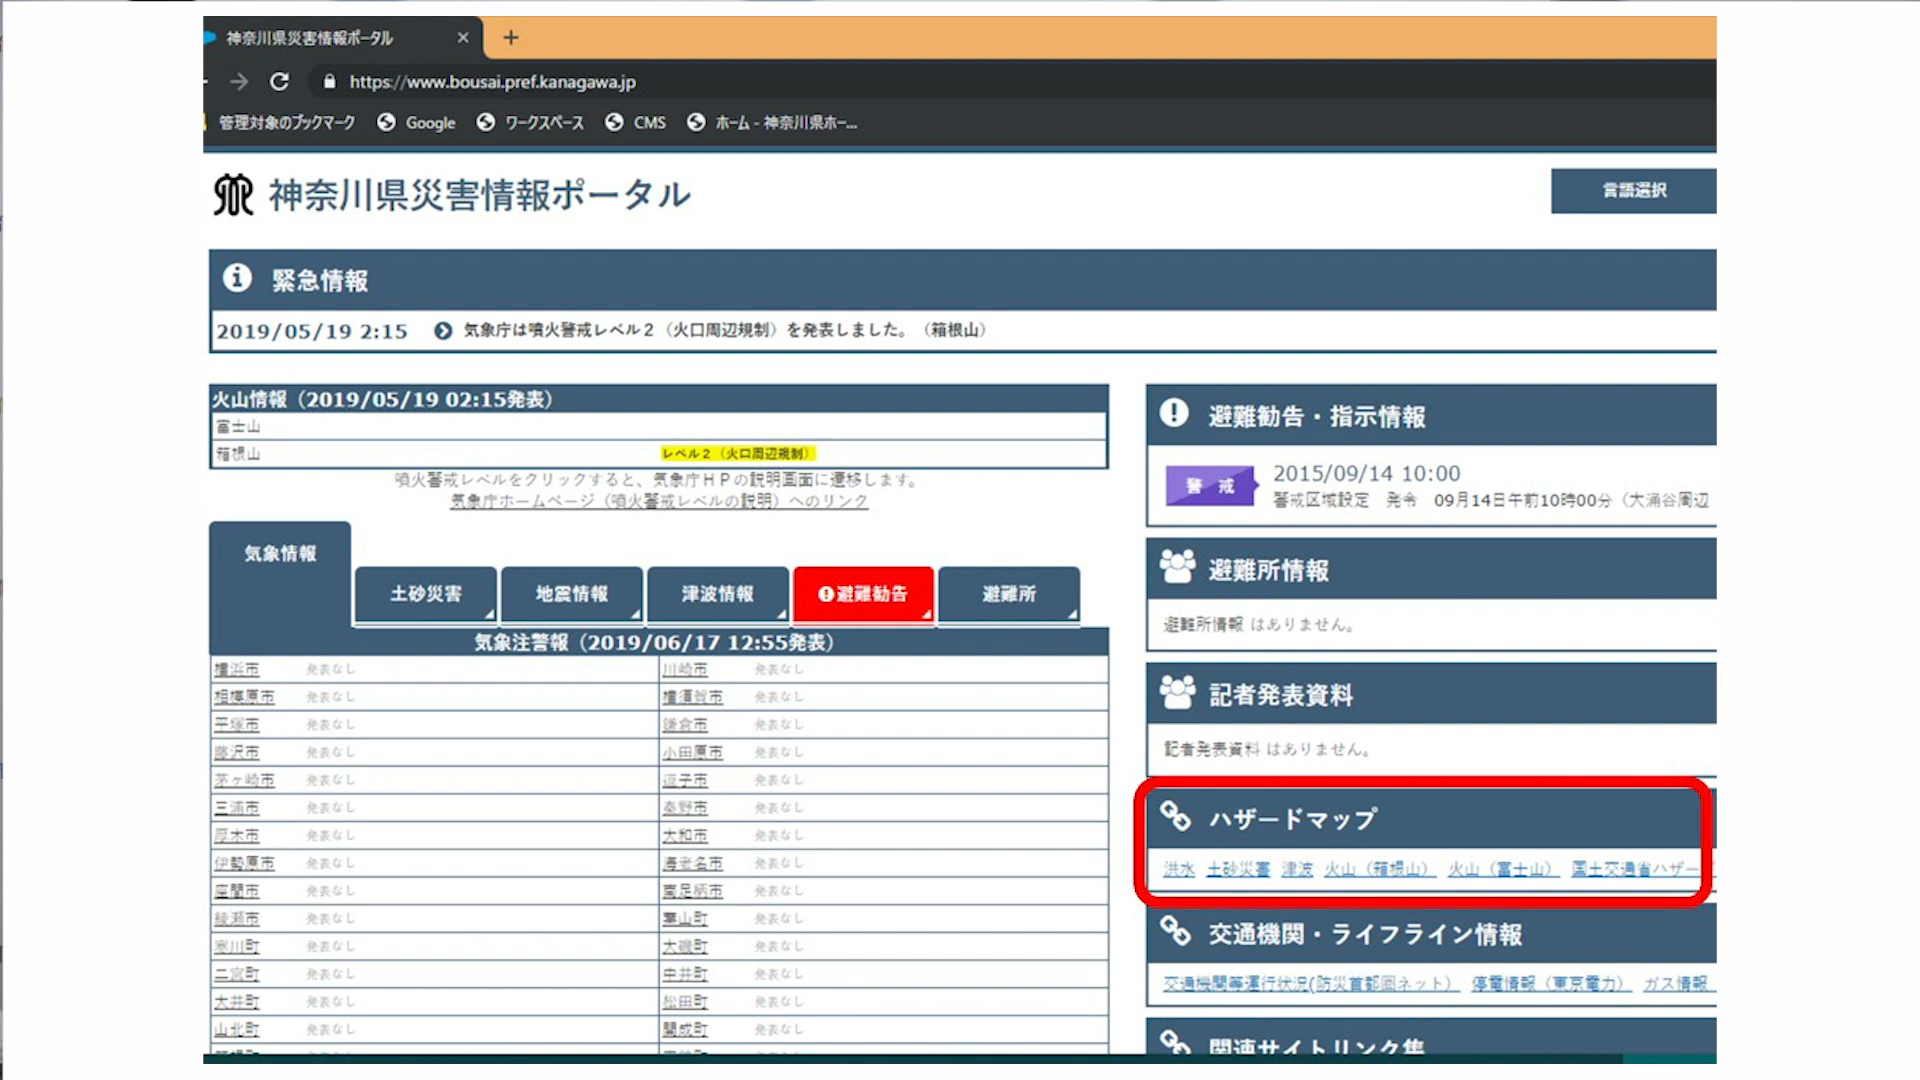 神奈川県災害情報ポータル
https://www.bousai.pref.kanagawa.jp
管理対象のブックマーク Google ワークスペース CMS ホーム - 神奈川県ホー...
神奈川県災害情報ポータル
言語選択
緊急情報
2019/05/19 2:15 気象庁は噴火警戒レベル2（火口周辺規制）を発表しました。（箱根山）
火山情報（2019/05/19 02:15発表）
富士山
箱根山 レベル2（火口周辺規制）
噴火警戒レベルをクリックすると、気象庁HPの説明画面に遷移します。
気象庁ホームページ（噴火警戒レベルの説明）へのリンク
気象情報 土砂災害 地震情報 津波情報 避難勧告 避難所
気象注警報（2019/06/17 12:55発表）
横浜市 発表なし 川崎市 発表なし
相模原市 発表なし 横須賀市 発表なし
平塚市 発表なし 鎌倉市 発表なし
藤沢市 発表なし 小田原市 発表なし
茅ヶ崎市 発表なし 逗子市 発表なし
三浦市 発表なし 秦野市 発表なし
厚木市 発表なし 大和市 発表なし
伊勢原市 発表なし 海老名市 発表なし
座間市 発表なし 南足柄市 発表なし
綾瀬市 発表なし 葉山町 発表なし
寒川町 発表なし 大磯町 発表なし
二宮町 発表なし 中井町 発表なし
大井町 発表なし 松田町 発表なし
山北町 発表なし 開成町 発表なし
避難勧告・指示情報
警 戒 2015/09/14 10:00
警戒区域設定 発令 09月14日午前10時00分（大涌谷周辺
避難所情報
避難所情報 はありません。
記者発表資料
記者発表資料 はありません。
ハザードマップ
洪水 土砂災害 津波 火山（箱根山） 火山（富士山） 国土交通省ハザー
交通機関・ライフライン情報
交通機関等運行状況(防災首都圏ネット） 停電情報（東京電力） ガス情報
関連サイトリンク集